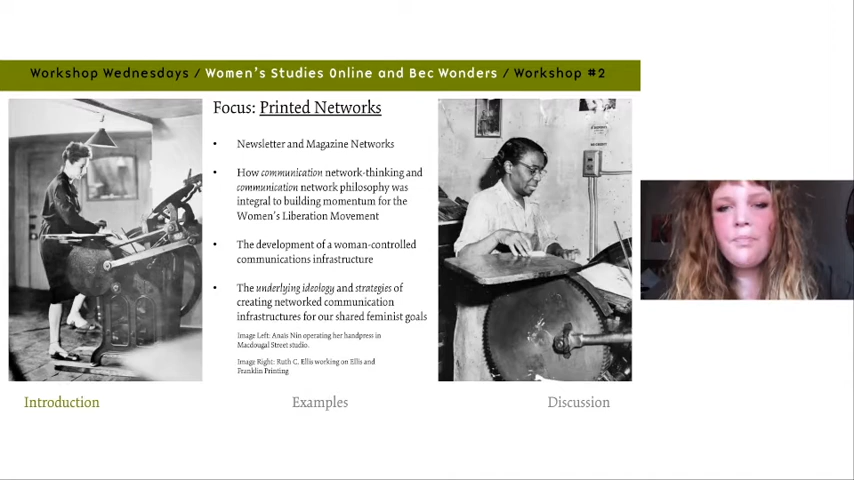 Workshop Wednesdays / Women's Studies Online and Bec Wonders / Workshop #2
Focus: Printed Networks
• Newsletter and Magazine Networks
• How communication network-thinking and
communication network philosophy was
integral to building momentum for the
Women's Liberation Movement
• The development of a woman-controlled
communications infrastructure
• The underlying ideology and strategies of
creating networked communication
infrastructures for our shared feminist goals
Image Left: Anaïs Nin operating her handpress in
Macdougal Street studio.
Image Right: Ruth C. Ellis working on Ellis and
Franklin Printing
Introduction
Examples
Discussion